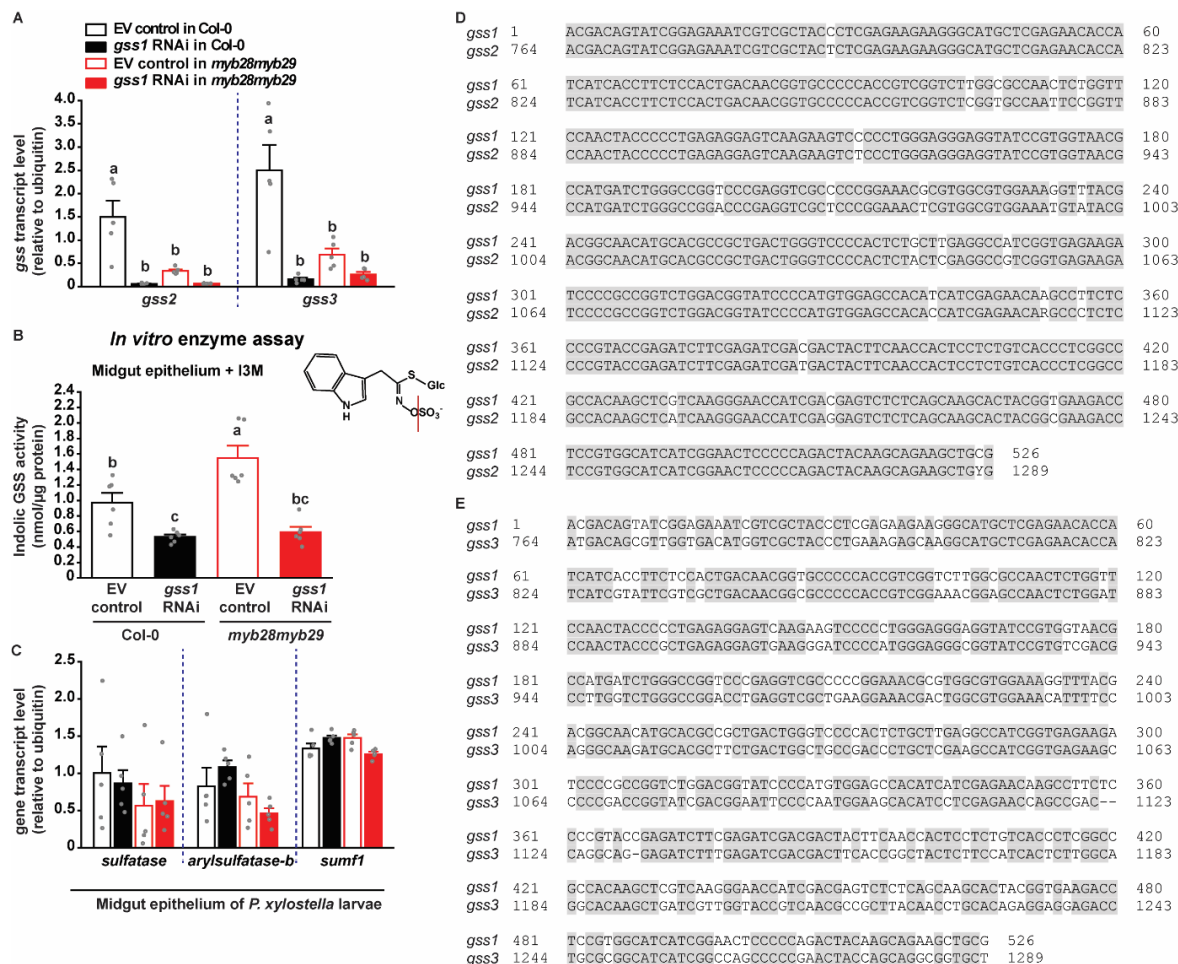 A
EV control in Col-0
gss1 RNAi in Col-0
EV control in myb28myb29
gss1 RNAi in myb28myb29
gss transcript level
(relative to ubiquitin)
4.0
3.5
3.0
2.5
2.0
1.5
1.0
0.5
0
a
b
b
b
a
b
b
b
gss2
gss3
B
In vitro enzyme assay
Midgut epithelium + I3M
S
Glc
N
OSO3-
N
H
Indolic GSS activity
(nmol/µg protein)
2.4
2.2
2.0
1.8
1.6
1.4
1.2
1.0
0.8
0.6
0.4
0.2
0
b
c
a
bc
EV
control
gss1
RNAi
EV
control
gss1
RNAi
Col-0
myb28myb29
C
gene transcript level
(relative to ubiquitin)
2.5
2.0
1.5
1.0
0.5
0
sulfatase
arylsulfatase-b
sumf1
Midgut epithelium of P. xylostella larvae
D
gss1 1 ACGACAGTATCGGAGAAATCGTCGCTACCCTCGAGAAGAAGGGCATGCTCGAGAACACCA 60
gss2 764 ACGACAGTATCGGAGAAATCGTCGCTACTCTCGAGAAGAAGGGCATGCTCGAGAACACCA 823
gss1 61 TCATCACCTTCTCCACTGACAACGGTGCCCCCACCGTCGGTCTTGGCGCCAACTCTGGTT 120
gss2 824 TCATCACCTTCTCCACTGACAACGGTGCCCCCACCGTCGGTCTCGGTGCCAATTCCGGTT 883
gss1 121 CCAACTACCCCCTGAGAGGAGTCAAGAAGTCCCCCTGGGAGGGAGGTATCCGTGGTAACG 180
gss2 884 CCAACTACCCCCTGAGAGGAGTCAAGAAGTCTCCCTGGGAGGGAGGTATCCGTGGTAACG 943
gss1 181 CCATGATCTGGGCCGGTCCCGAGGTCGCCCCCGGAAACGCGTGGCGTGGAAAGGTTTACG 240
gss2 944 CCATGATCTGGGCCGGACCCGAGGTCGCTCCCGGAAACTCGTGGCGTGGAAATGTATACG 1003
gss1 241 ACGGCAACATGCACGCCGCTGACTGGGTCCCCACTCTGCTTGAGGCCATCGGTGAGAAGA 300
gss2 1004 ACGGCAACATGCACGCCGCTGACTGGGTCCCCACTCTACTCGAGGCCGTCGGTGAGAAGA 1063
gss1 301 TCCCCGCCGGTCTGGACGGTATCCCCATGTGGAGCCACATCATCGAGAACAAGCCTTCTC 360
gss2 1064 TCCCCGCCGGTCTGGACGGTATCCCCATGTGGAGCCACACCATCGAGAACARGCCCTCTC 1123
gss1 361 CCCGTACCGAGATCTTCGAGATCGACGACTACTTCAACCACTCCTCTGTCACCCTCGGCC 420
gss2 1124 CCCGTACCGAGATCTTCGAGATCGATGACTACTTCAACCACTCCTCTGTCACCCTCGGCC 1183
gss1 421 GCCACAAGCTCGTCAAGGGAACCATCGACGAGTCTCTCAGCAAGCACTACGGTGAAGACC 480
gss2 1184 GCCACAAGCTCATCAAGGGAACCATCGAGGAGTCTCTCAGCAAGCACTACGGCGAAGACC 1243
gss1 481 TCCGTGGCATCATCGGAACTCCCCCAGACTACAAGCAGAAGCTGCG 526
gss2 1244 TCCGTGGCATCATCGGAACTCCCCCAGACTACAAGCAGAAGCTGYG 1289
E
gss1 1 ACGACAGTATCGGAGAAATCGTCGCTACCCTCGAGAAGAAGGGCATGCTCGAGAACACCA 60
gss3 764 ATGACAGCGTTGGTGACATGGTCGCTACCCTGAAAGAGCAAGGCATGCTCGAGAACACCA 823
gss1 61 TCATCACCTTCTCCACTGACAACGGTGCCCCCACCGTCGGTCTTGGCGCCAACTCTGGTT 120
gss3 824 TCATCGTATTCGTCGCTGACAACGGTGCCCCCACCGTCGGAAACGGAGCCAACTCTGGAT 883
gss1 121 CCAACTACCCCCTGAGAGGAGTCAAGAAGTCCCCCTGGGAGGGAGGTATCCGTGGTAACG 180
gss3 884 CCAACTACCCGCTGAGAGGAGTGAAGGGATCCCCATGGGAGGGCGGTATCCGTGTCGACG 943
gss1 181 CCATGATCTGGGCCGGTCCCGAGGTCGCCCCCGGAAACGCGTGGCGTGGAAAGGTTTACG 240
gss3 944 CCTTGGTCTGGGCCGGACCTGAGGTCGCTGAAGGAAACGACTGGCGTGGAAACATTTTCC 1003
gss1 241 ACGGCAACATGCACGCCGCTGACTGGGTCCCCACTCTGCTTGAGGCCATCGGTGAGAAGA 300
gss3 1004 AGGGCAAGATGCACGCTTCTGACTGGCTGCCGACCCTGCTCGAAGCCATCGGTGAGAAGC 1063
gss1 301 TCCCCGCCGGTCTGGACGGTATCCCCATGTGGAGCCACATCATCGAGAACAAGCCTTCTC 360
gss3 1064 CCCCGACCGGTATCGACGGAATTCCCCAATGGAAGCACATCCTCGAGAACCAGCCGAC-- 1123
gss1 361 CCCGTACCGAGATCTTCGAGATCGACGACTACTTCAACCACTCCTCTGTCACCCTCGGCC 420
gss3 1124 CAGGCAG-GAGATCTTTGAGATCGACGACTTCACCGGCTACTCTTCCATCACTCTTGGCA 1183
gss1 421 GCCACAAGCTCGTCAAGGGAACCATCGACGAGTCTCTCAGCAAGCACTACGGTGAAGACC 480
gss3 1184 GGCACAAGCTGATCGTTGGTACCGTCAACGCCGCTTACAACCTGCACAGAGGAGGAGACC 1243
gss1 481 TCCGTGGCATCATCGGAACTCCCCCAGACTACAAGCAGAAGCTGCG 526
gss3 1244 TGCGCGGCATCATCGGCCAGCCCCCGAACTACCAGCAGGCGGTGCT 1289